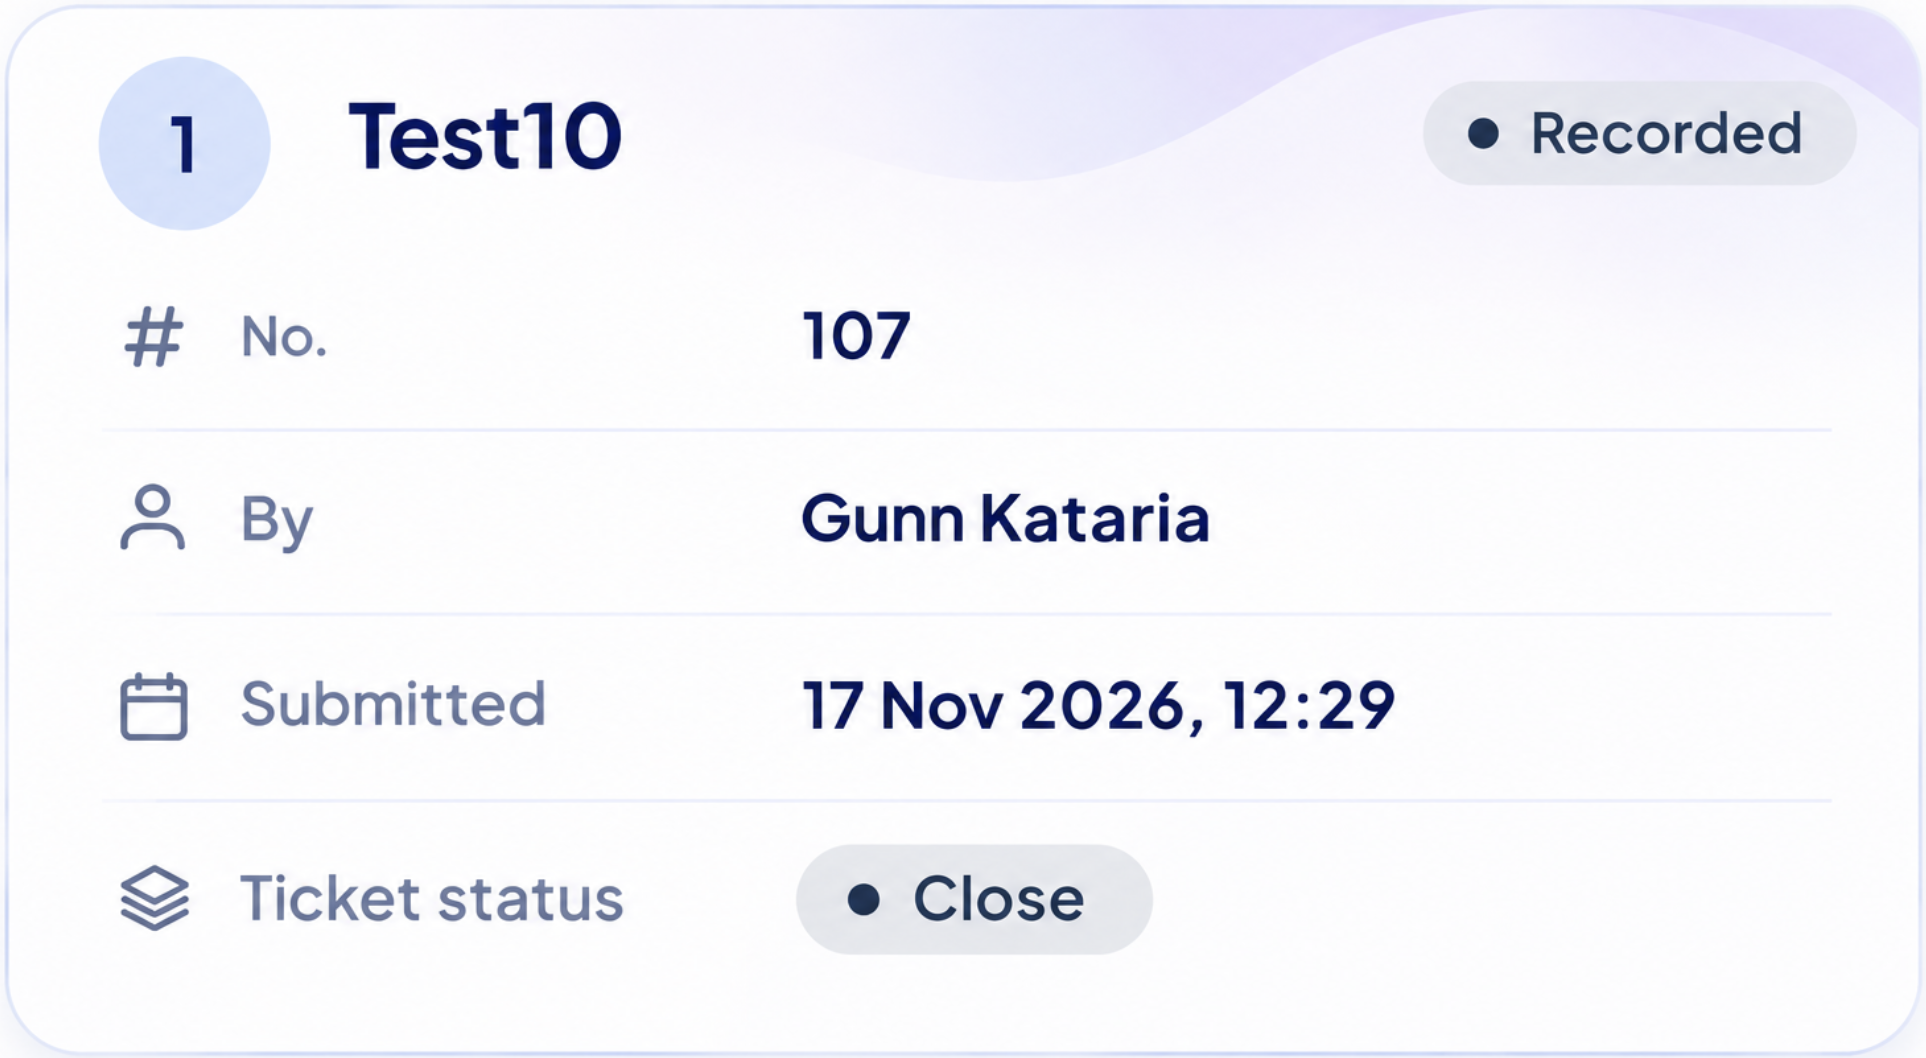 1 Test10 Recorded
No. 107
By Gunn Kataria
Submitted 17 Nov 2026, 12:29
Ticket status Close